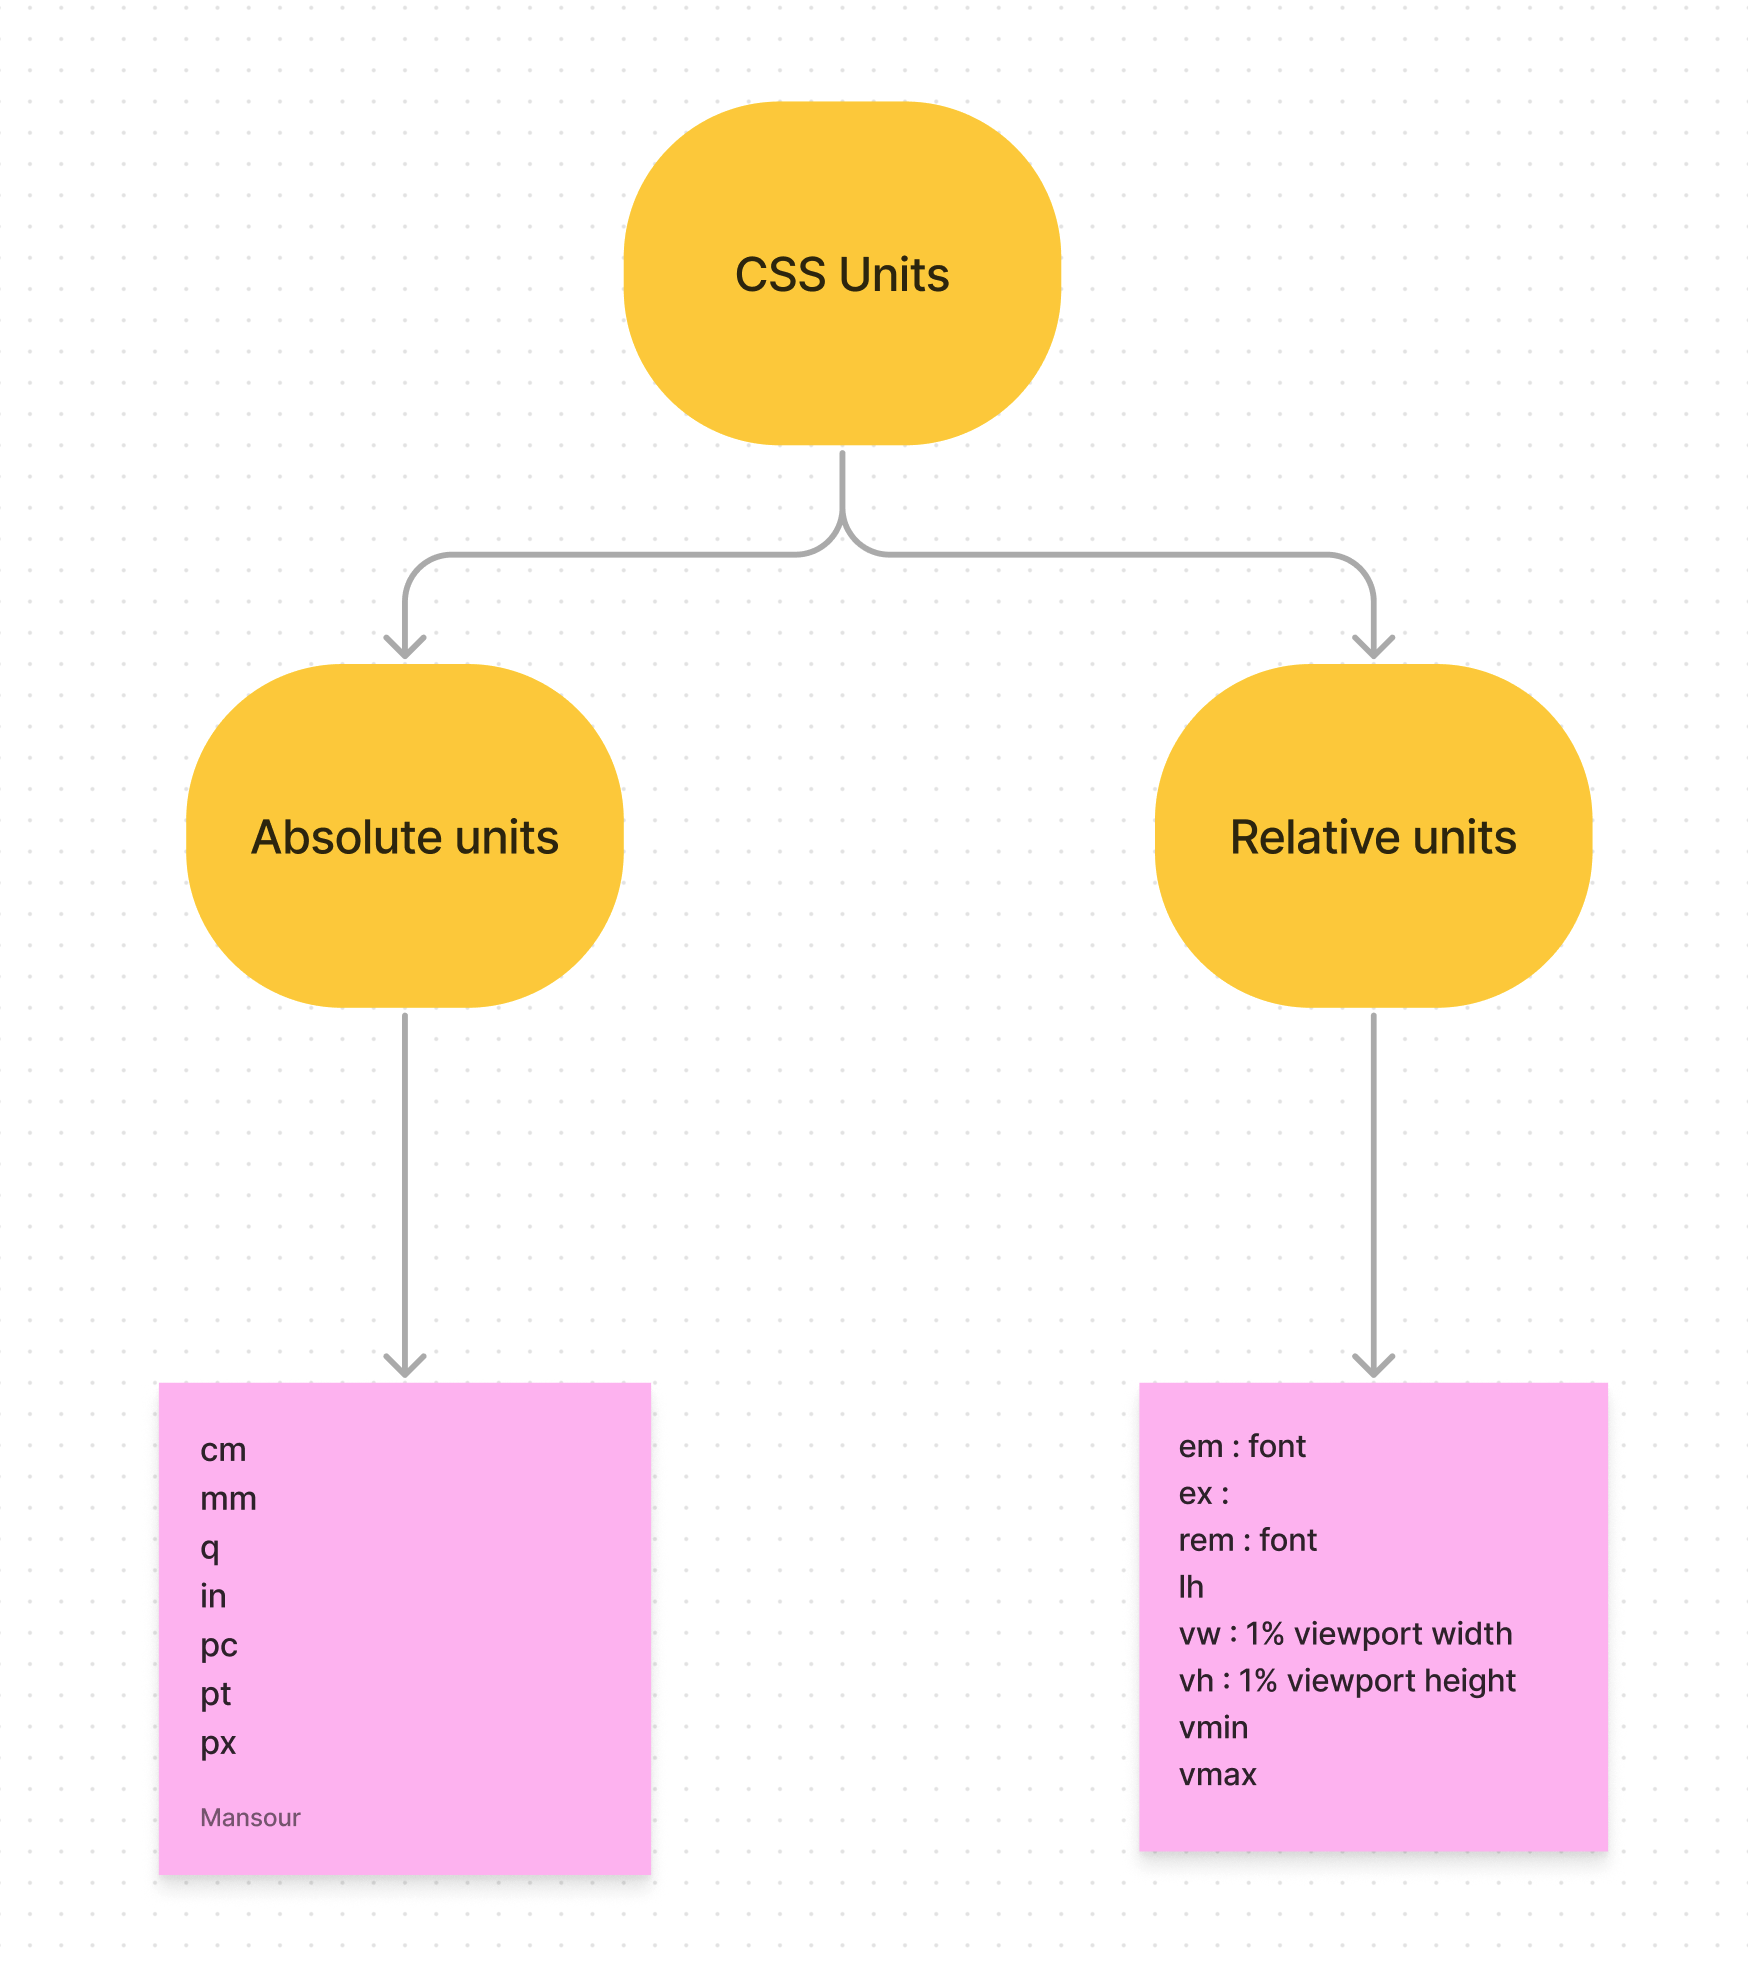 CSS Units
Absolute units
Relative units
cm
mm
q
in
pc
pt
px
Mansour
em : font
ex :
rem : font
lh
vw : 1% viewport width
vh : 1% viewport height
vmin
vmax